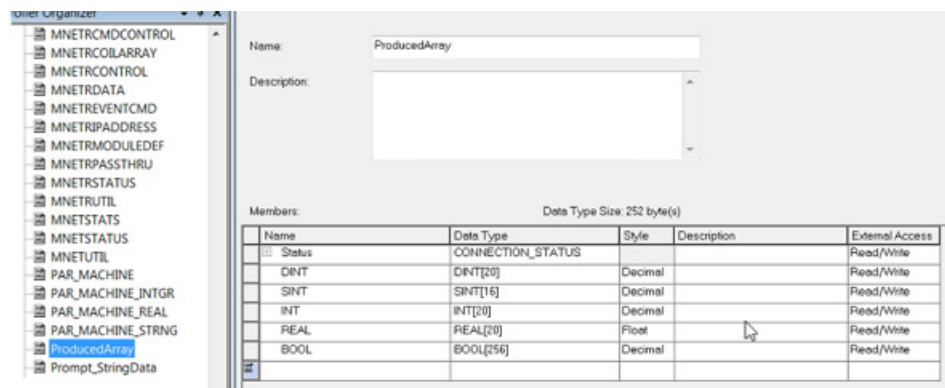 oller Organizer
MNETRCMDCONTROL
MNETRCOILARRAY
MNETRCONTROL
MNETRDATA
MNETREVENTCMD
MNETRIPADDRESS
MNETRMODULEDEF
MNETRPASSTHRU
MNETRSTATUS
MNETRUTIL
MNETSTATS
MNETSTATUS
MNETUTIL
PAR_MACHINE
PAR_MACHINE_INTGR
PAR_MACHINE_REAL
PAR_MACHINE_STRNG
ProducedArray
Prompt_StringData
Name: ProducedArray
Description:
Members: Data Type Size: 252 byte(s)
Name Data Type Style Description External Access
Status CONNECTION_STATUS Read/Write
DINT DINT[20] Decimal Read/Write
SINT SINT[16] Decimal Read/Write
INT INT[20] Decimal Read/Write
REAL REAL[20] Float Read/Write
BOOL BOOL[256] Decimal Read/Write